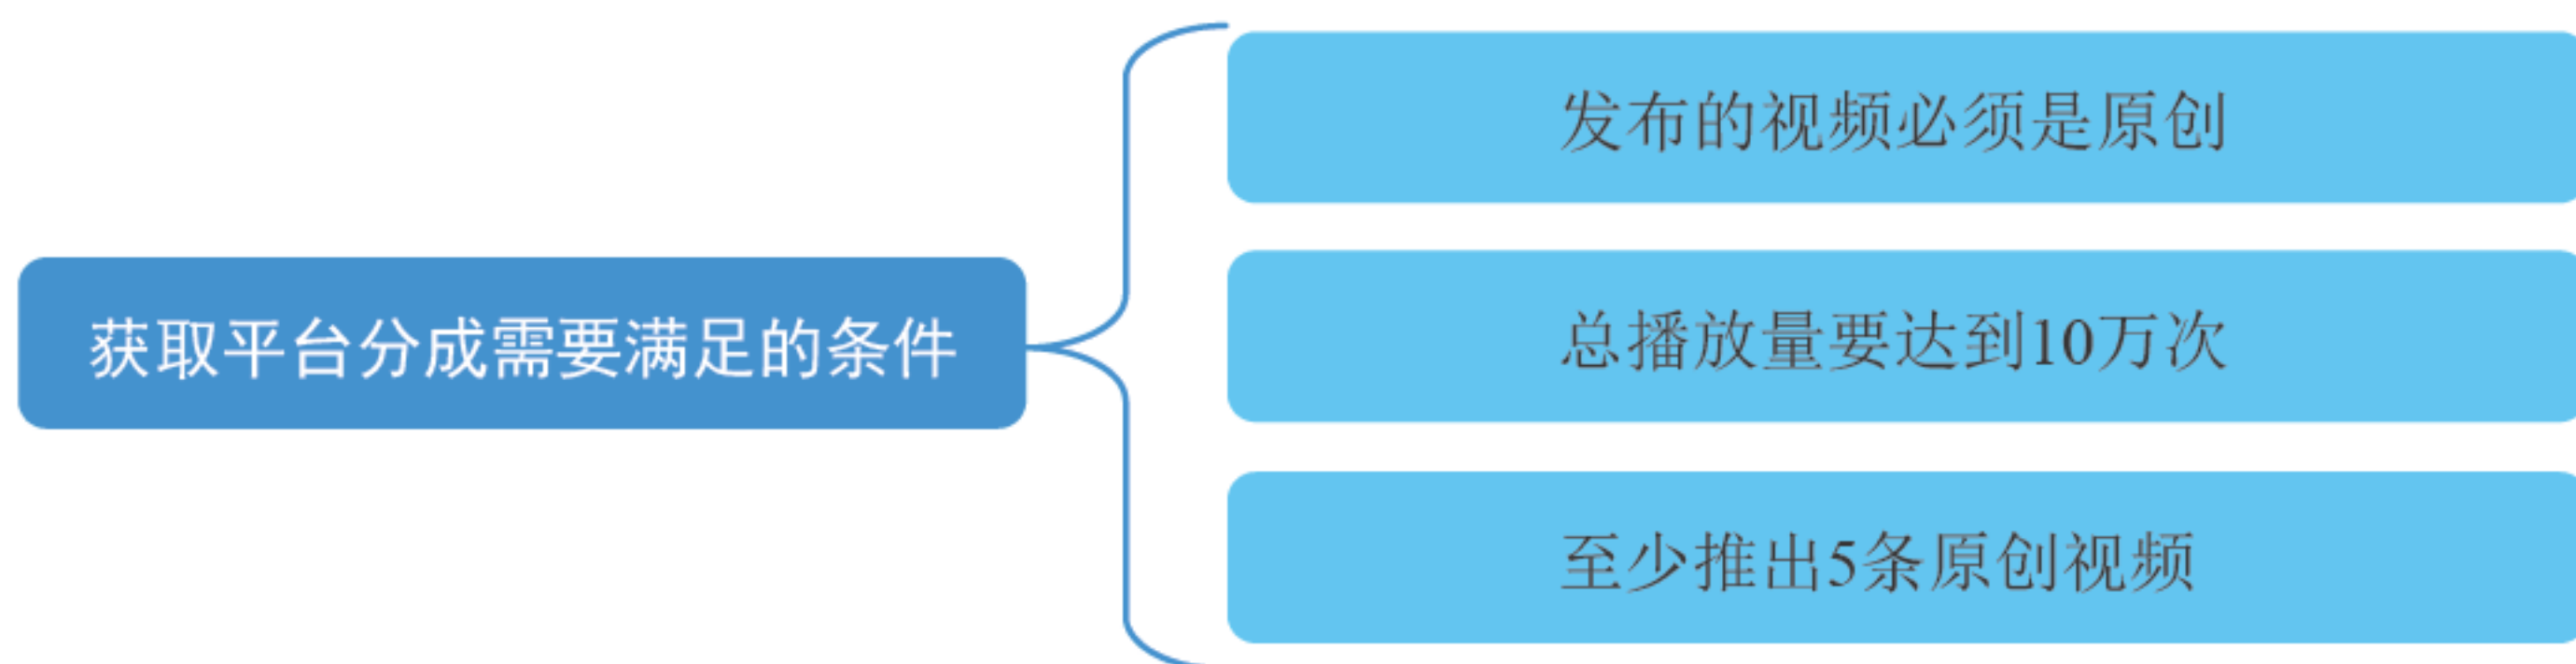 获取平台分成需要满足的条件
发布的视频必须是原创
总播放量要达到10万次
至少推出5条原创视频